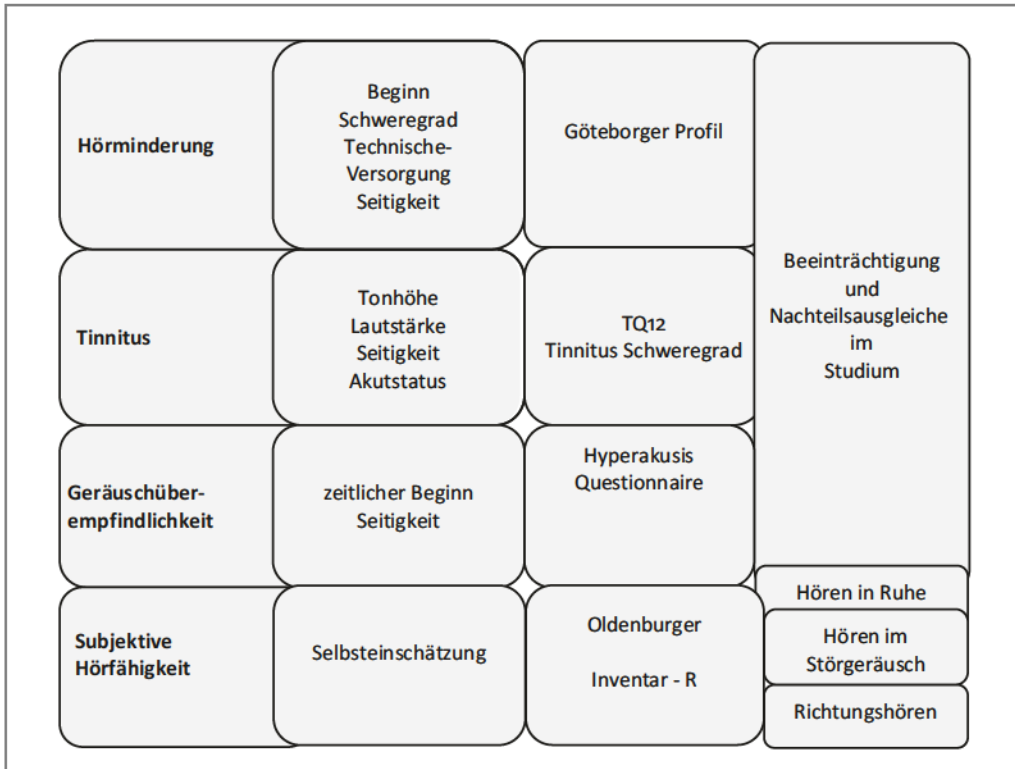 Hörminderung
Beginn
Schweregrad
Technische-
Versorgung
Seitigkeit
Göteborger Profil
Beeinträchtigung
und
Nachteilsausgleiche
im
Studium
Tinnitus
Tonhöhe
Lautstärke
Seitigkeit
Akutstatus
TQ12
Tinnitus Schweregrad
Geräuschüber-
empfindlichkeit
zeitlicher Beginn
Seitigkeit
Hyperakusis
Questionnaire
Subjektive
Hörfähigkeit
Selbsteinschätzung
Oldenburger
Inventar - R
Hören in Ruhe
Hören im
Störgeräusch
Richtungshören